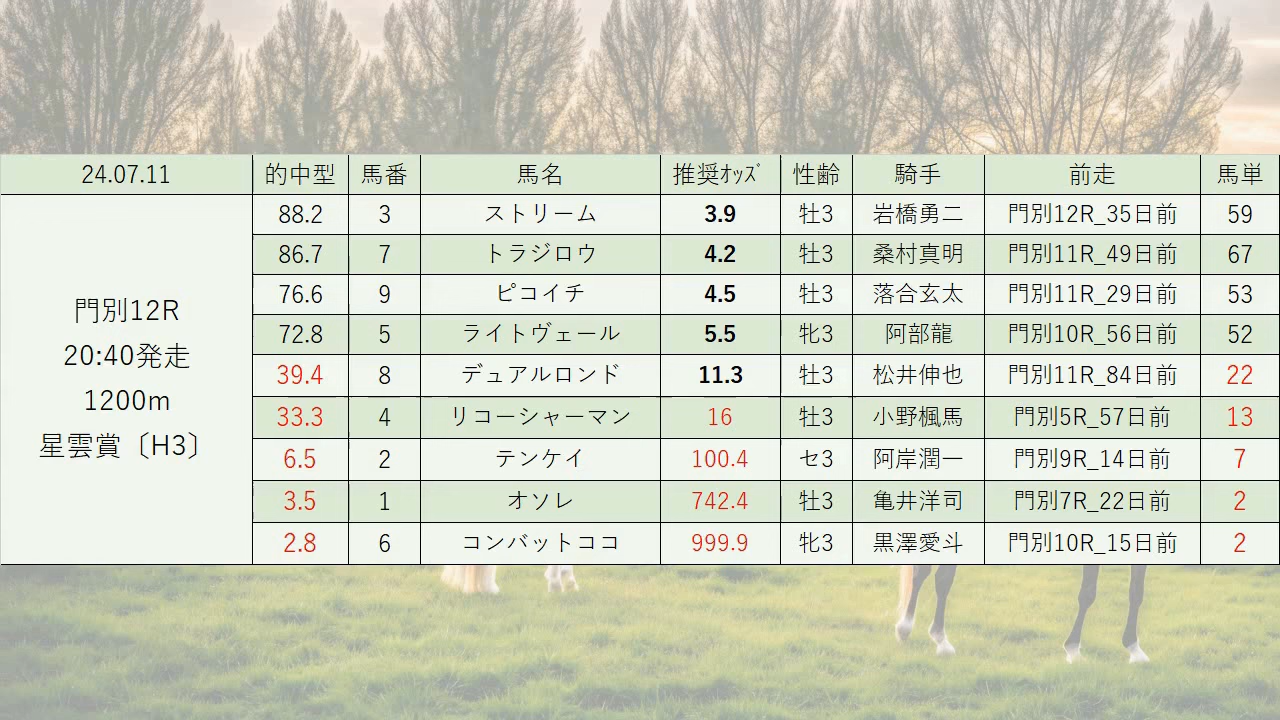 24.07.11 的中型 馬番 馬名 推奨ｵｯｽﾞ 性齢 騎手 前走 馬単
門別12R
20:40発走
1200m
星雲賞〔H3〕
88.2 3 ストリーム 3.9 牡3 岩橋勇二 門別12R_35日前 59
86.7 7 トラジロウ 4.2 牡3 桑村真明 門別11R_49日前 67
76.6 9 ピコイチ 4.5 牡3 落合玄太 門別11R_29日前 53
72.8 5 ライトヴェール 5.5 牝3 阿部龍 門別10R_56日前 52
39.4 8 デュアルロンド 11.3 牡3 松井伸也 門別11R_84日前 22
33.3 4 リコーシャーマン 16 牡3 小野楓馬 門別5R_57日前 13
6.5 2 テンケイ 100.4 セ3 阿岸潤一 門別9R_14日前 7
3.5 1 オソレ 742.4 牡3 亀井洋司 門別7R_22日前 2
2.8 6 コンバットココ 999.9 牝3 黒澤愛斗 門別10R_15日前 2